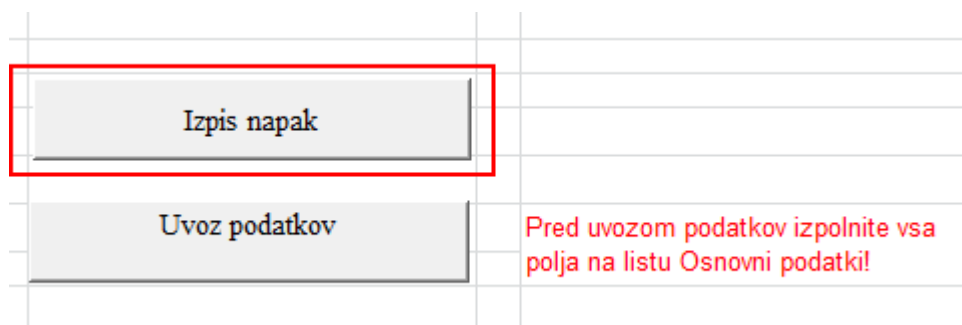 Izpis napak
Uvoz podatkov
Pred uvozom podatkov izpolnite vsa
polja na listu Osnovni podatki!